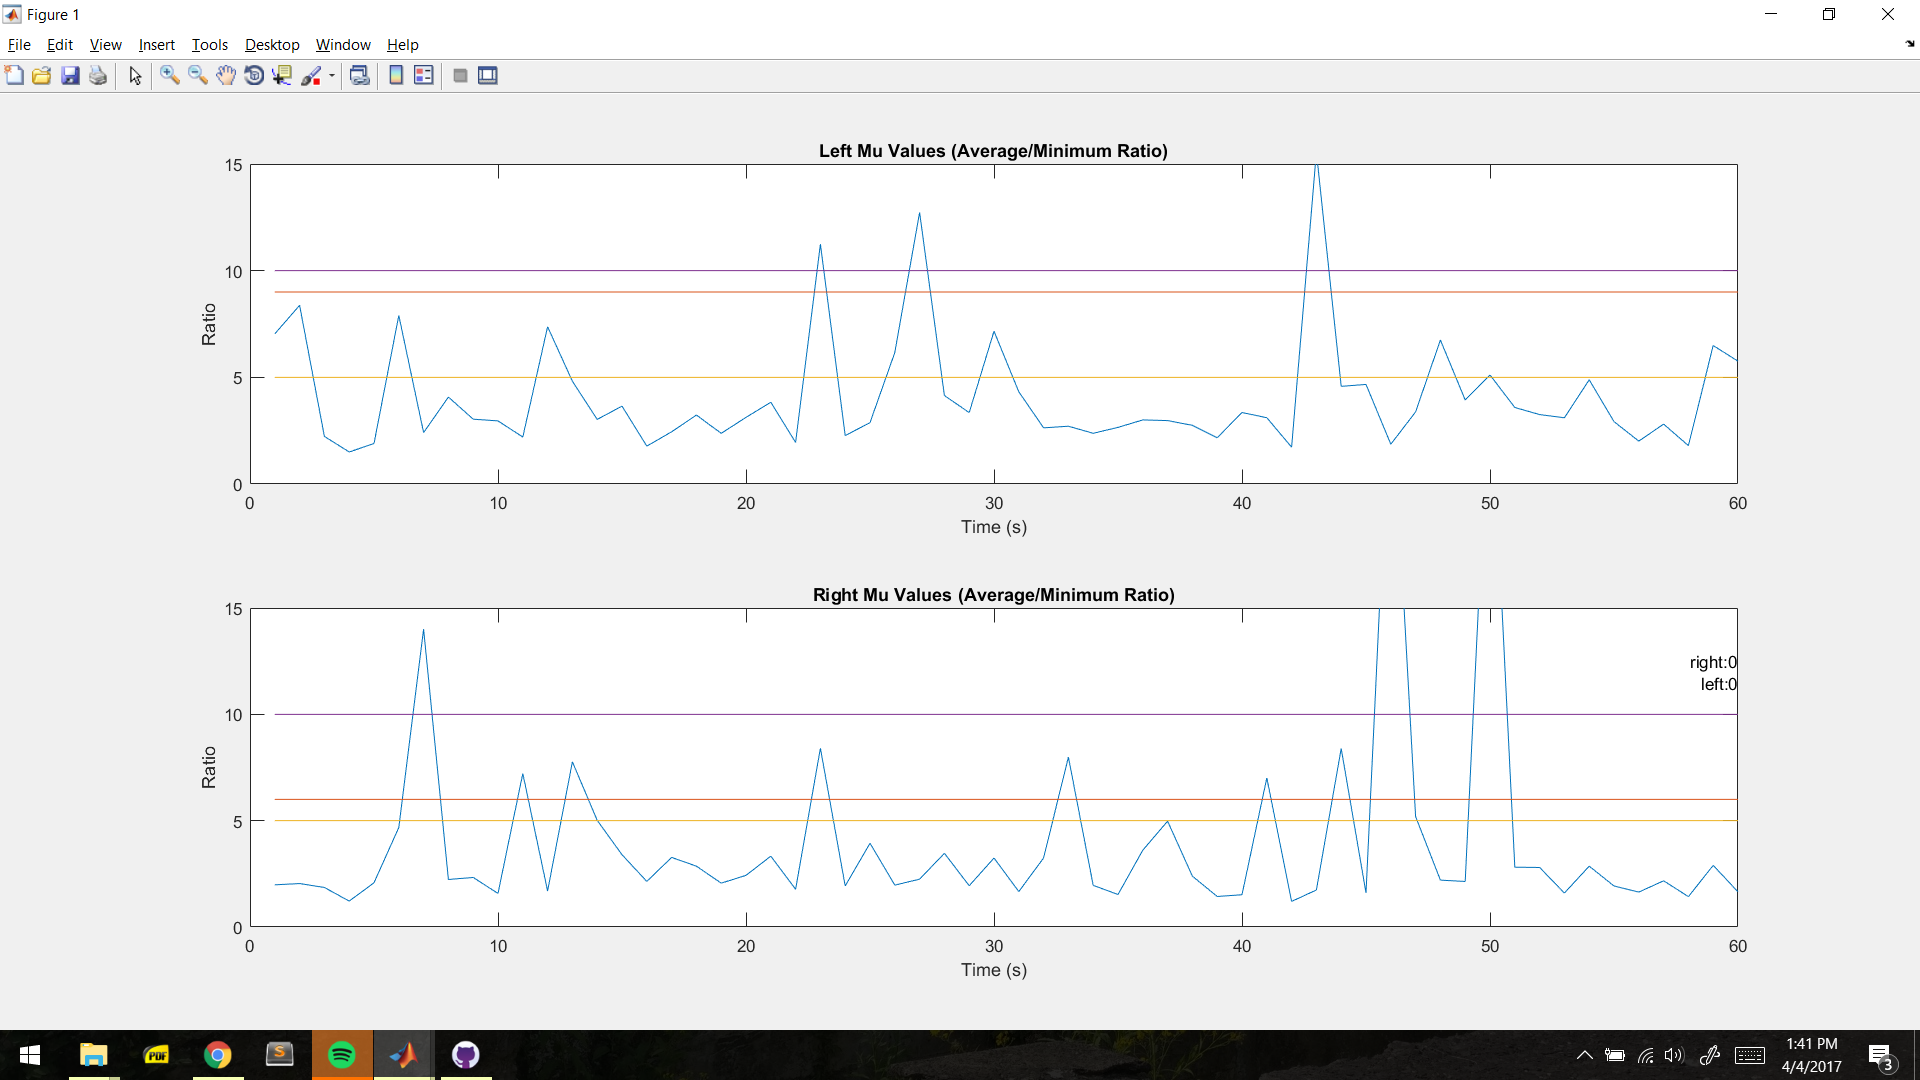 Figure 1
File Edit View Insert Tools Desktop Window Help
Left Mu Values (Average/Minimum Ratio)
15
10
5
0
Ratio
0 10 20 30 40 50 60
Time (s)
Right Mu Values (Average/Minimum Ratio)
15
10
5
0
Ratio
right:0
left:0
0 10 20 30 40 50 60
Time (s)
PDF
S
1:41 PM
4/4/2017
3